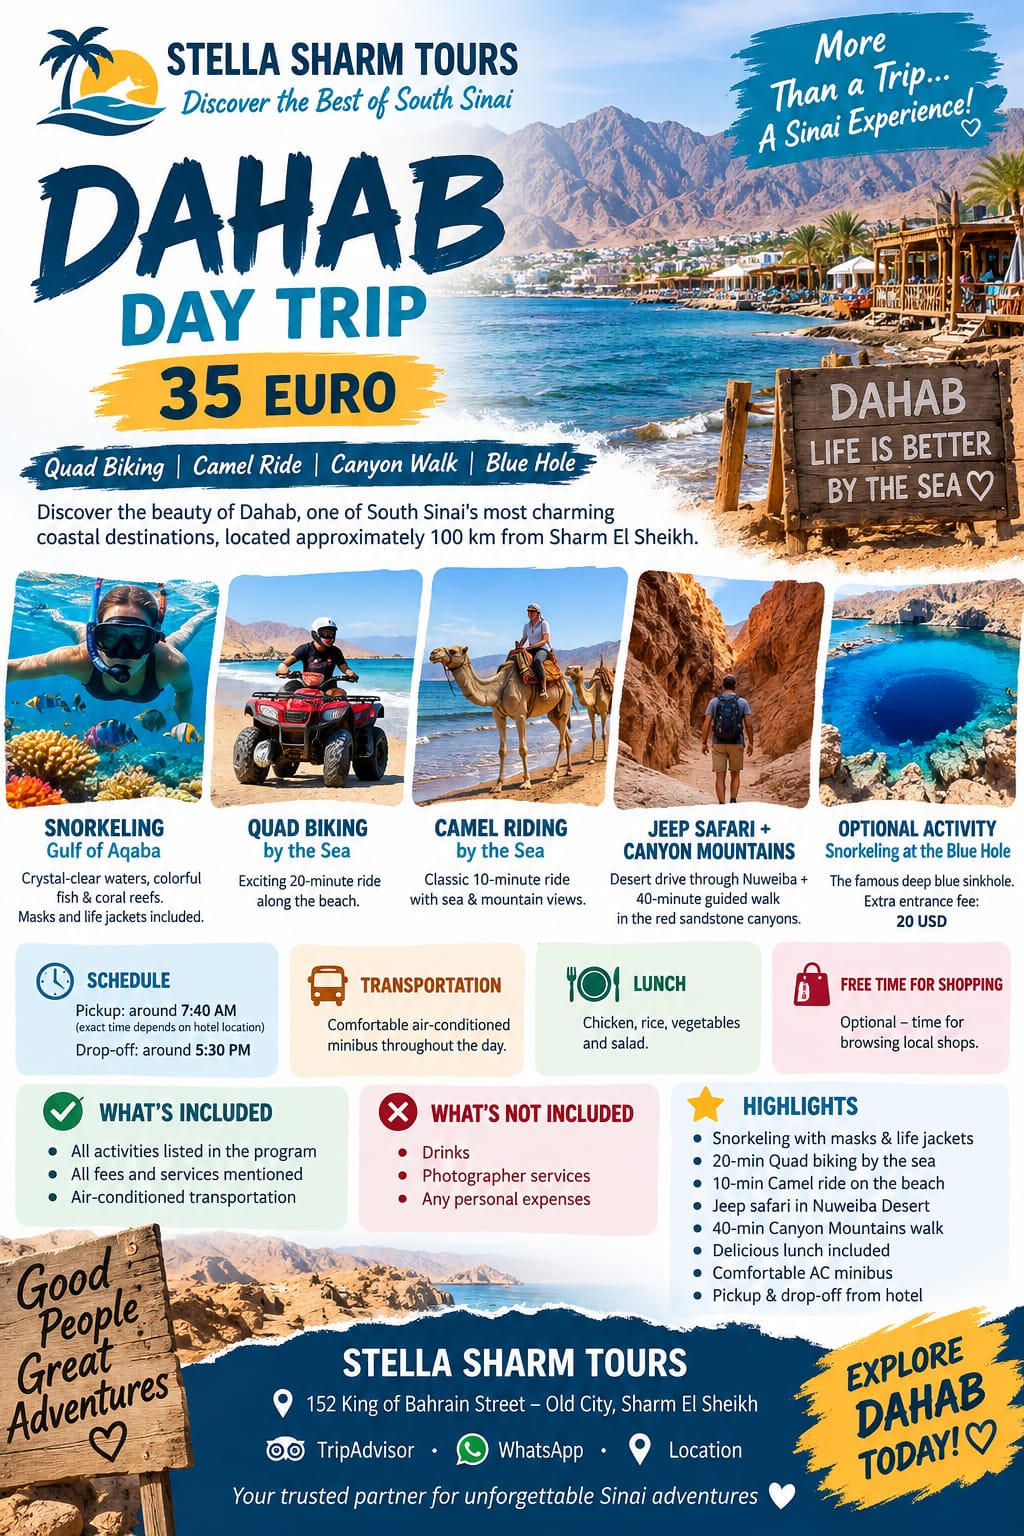 STELLA SHARM TOURS
Discover the Best of South Sinai
More
Than a Trip...
A Sinai Experience!
DAHAB
DAY TRIP
35 EURO
DAHAB
LIFE IS BETTER
BY THE SEA
Quad Biking | Camel Ride | Canyon Walk | Blue Hole
Discover the beauty of Dahab, one of South Sinai's most charming
coastal destinations, located approximately 100 km from Sharm El Sheikh.
SNORKELING
Gulf of Aqaba
Crystal-clear waters, colorful
fish & coral reefs.
Masks and life jackets included.
QUAD BIKING
by the Sea
Exciting 20-minute ride
along the beach.
CAMEL RIDING
by the Sea
Classic 10-minute ride
with sea & mountain views.
JEEP SAFARI +
CANYON MOUNTAINS
Desert drive through Nuweiba +
40-minute guided walk
in the red sandstone canyons.
OPTIONAL ACTIVITY
Snorkeling at the Blue Hole
The famous deep blue sinkhole.
Extra entrance fee:
20 USD
SCHEDULE
Pickup: around 7:40 AM
(exact time depends on hotel location)
Drop-off: around 5:30 PM
TRANSPORTATION
Comfortable air-conditioned
minibus throughout the day.
LUNCH
Chicken, rice, vegetables
and salad.
FREE TIME FOR SHOPPING
Optional – time for
browsing local shops.
WHAT'S INCLUDED
• All activities listed in the program
• All fees and services mentioned
• Air-conditioned transportation
WHAT'S NOT INCLUDED
• Drinks
• Photographer services
• Any personal expenses
HIGHLIGHTS
• Snorkeling with masks & life jackets
• 20-min Quad biking by the sea
• 10-min Camel ride on the beach
• Jeep safari in Nuweiba Desert
• 40-min Canyon Mountains walk
• Delicious lunch included
• Comfortable AC minibus
• Pickup & drop-off from hotel
Good
People
Great
Adventures
STELLA SHARM TOURS
152 King of Bahrain Street – Old City, Sharm El Sheikh
TripAdvisor • WhatsApp • Location
Your trusted partner for unforgettable Sinai adventures
EXPLORE
DAHAB
TODAY!